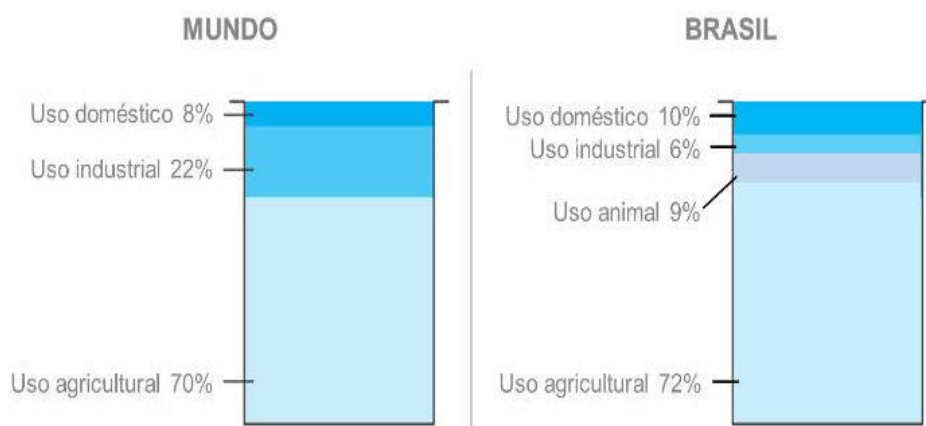 MUNDO
Uso doméstico 8%
Uso industrial 22%
Uso agricultural 70%
BRASIL
Uso doméstico 10%
Uso industrial 6%
Uso animal 9%
Uso agricultural 72%